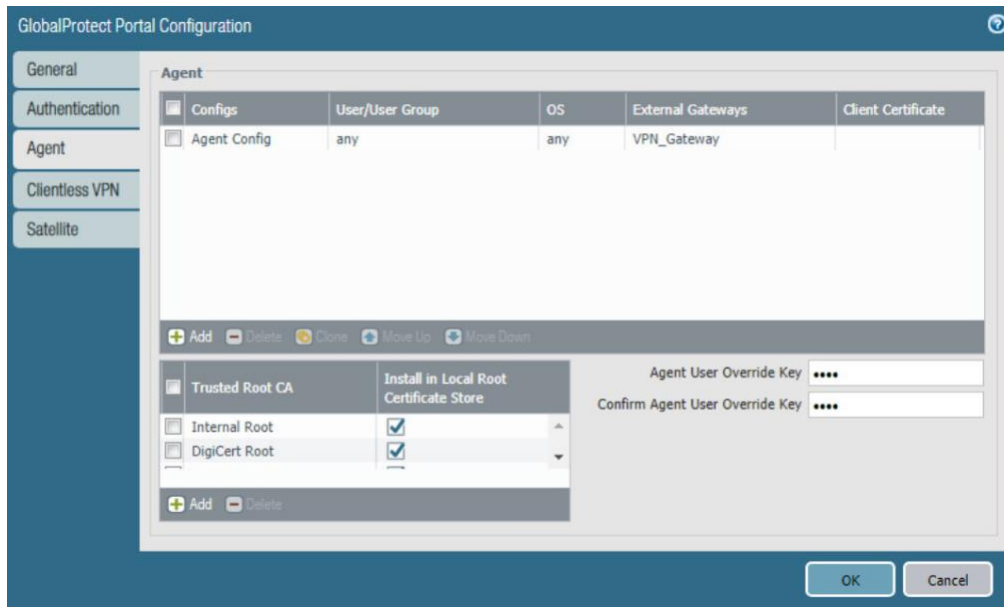 GlobalProtect Portal Configuration
General
Authentication
Agent
Clientless VPN
Satellite
Agent
Configs User/User Group OS External Gateways Client Certificate
Agent Config any any VPN_Gateway
Add Delete Clone Move Up Move Down
Trusted Root CA Install in Local Root Certificate Store
Internal Root
DigiCert Root
Add Delete
Agent User Override Key ••••
Confirm Agent User Override Key ••••
OK Cancel